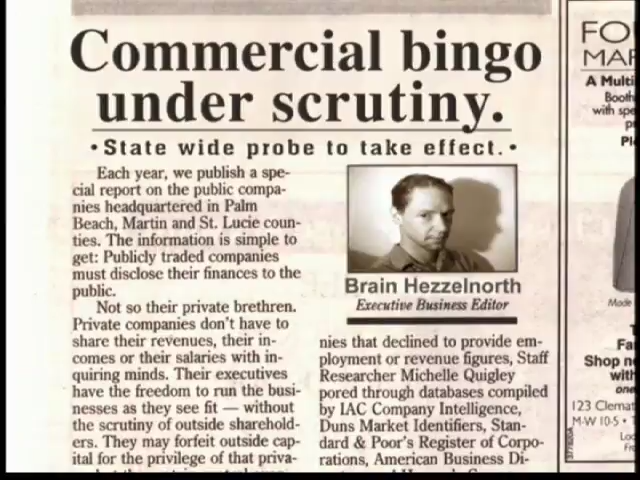 Commercial bingo
under scrutiny.
• State wide probe to take effect. •
Each year, we publish a spe-
cial report on the public compa-
nies headquartered in Palm
Beach, Martin and St. Lucie coun-
ties. The information is simple to
get: Publicly traded companies
must disclose their finances to the
public.
Not so their private brethren.
Private companies don't have to
share their revenues, their in-
comes or their salaries with in-
quiring minds. Their executives
have the freedom to run the busi-
nesses as they see fit — without
the scrutiny of outside sharehold-
ers. They may forfeit outside cap-
ital for the privilege of that priva-
Brain Hezzelnorth
Executive Business Editor
nies that declined to provide em-
ployment or revenue figures, Staff
Researcher Michelle Quigley
pored through databases compiled
by IAC Company Intelligence,
Duns Market Identifiers, Stan-
dard & Poor's Register of Corpo-
rations, American Business Di-
FO
MAR
A Multi
Booth
with spe
Pl
Made
Fa
Shop n
with
one
123 Clemat
M-W 10-5 •
Loc